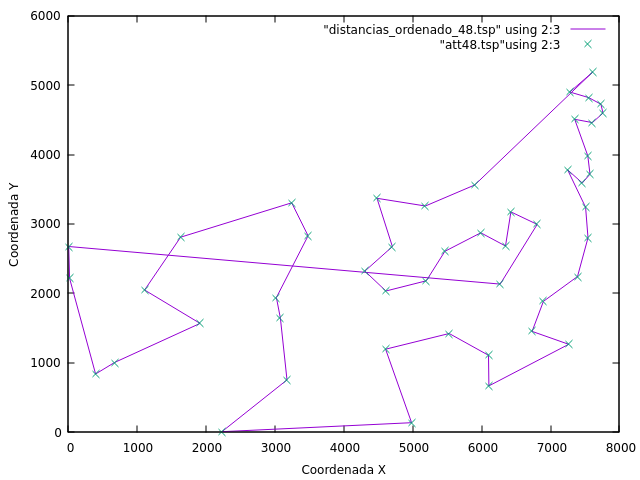 6000
5000
4000
3000
2000
1000
0
0 1000 2000 3000 4000 5000 6000 7000 8000
Coordenada Y
Coordenada X
"distancias_ordenado_48.tsp" using 2:3
"att48.tsp"using 2:3